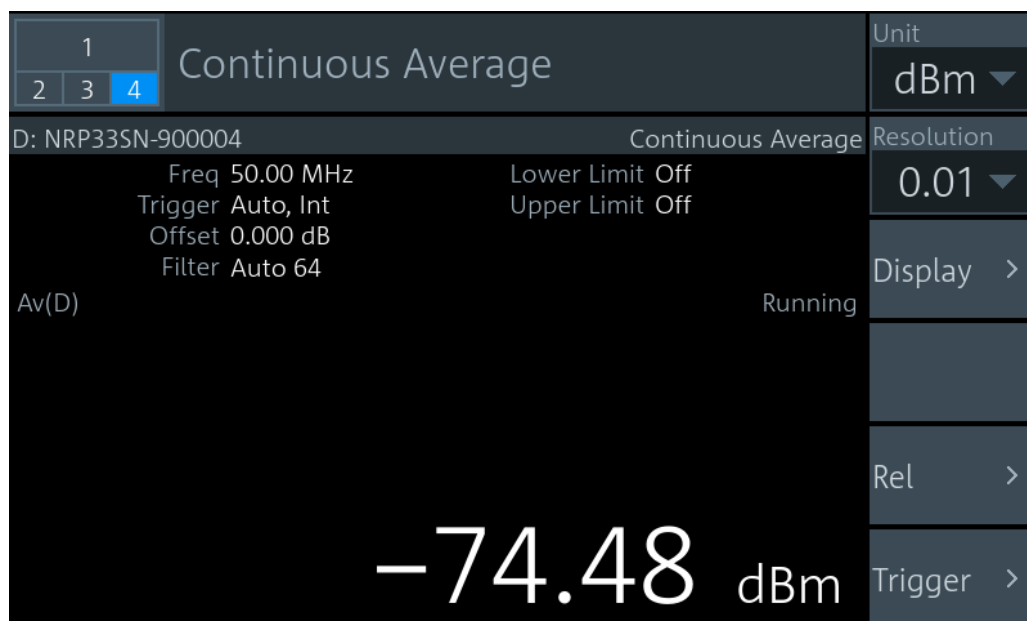 1
2 3 4
Continuous Average
Unit
dBm
D: NRP33SN-900004 Continuous Average
Resolution
0.01
Freq 50.00 MHz
Trigger Auto, Int
Offset 0.000 dB
Filter Auto 64
Lower Limit Off
Upper Limit Off
Display >
Av(D) Running
Rel >
−74.48 dBm
Trigger >